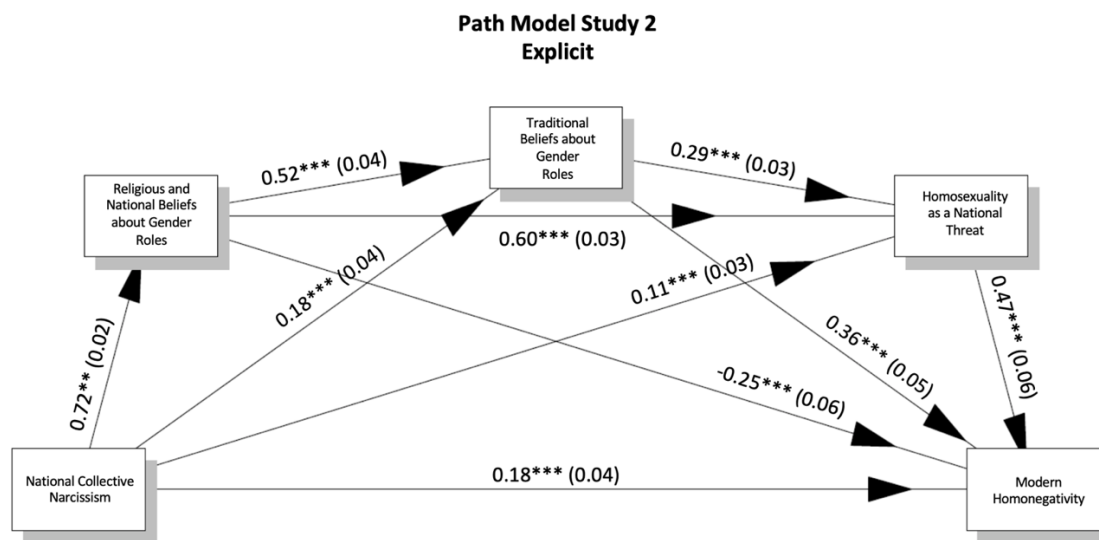 Path Model Study 2
Explicit
Traditional
Beliefs about
Gender
Roles
0.52*** (0.04)
0.29*** (0.03)
Religious and
National Beliefs
about Gender
Roles
Homosexuality
as a National
Threat
0.60*** (0.03)
0.18*** (0.04)
0.11*** (0.03)
0.47*** (0.06)
0.72** (0.02)
0.36*** (0.05)
-0.25*** (0.06)
National Collective
Narcissism
0.18*** (0.04)
Modern
Homonegativity